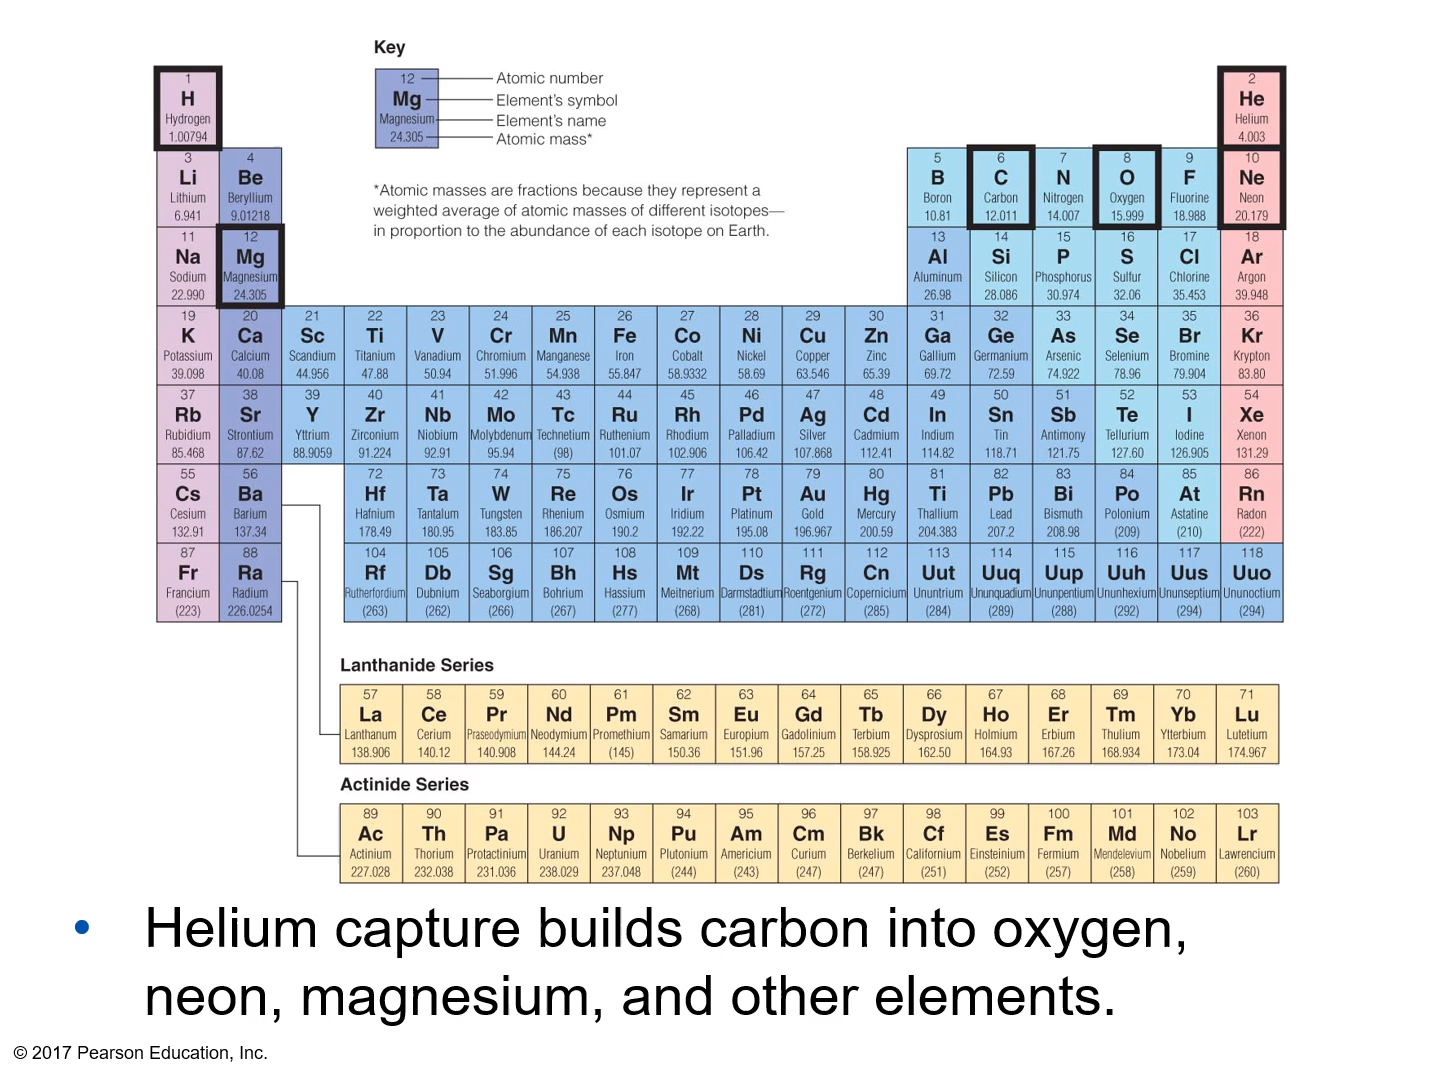 Key
12 Atomic number
Mg Element's symbol
Magnesium Element's name
24.305 Atomic mass*
*Atomic masses are fractions because they represent a
weighted average of atomic masses of different isotopes—
in proportion to the abundance of each isotope on Earth.
1 2
H He
Hydrogen Helium
1.00794 4.003
3 4 5 6 7 8 9 10
Li Be B C N O F Ne
Lithium Beryllium Boron Carbon Nitrogen Oxygen Fluorine Neon
6.941 9.01218 10.81 12.011 14.007 15.999 18.988 20.179
11 12 13 14 15 16 17 18
Na Mg Al Si P S Cl Ar
Sodium Magnesium Aluminum Silicon Phosphorus Sulfur Chlorine Argon
22.990 24.305 26.98 28.086 30.974 32.06 35.453 39.948
19 20 21 22 23 24 25 26 27 28 29 30 31 32 33 34 35 36
K Ca Sc Ti V Cr Mn Fe Co Ni Cu Zn Ga Ge As Se Br Kr
Potassium Calcium Scandium Titanium Vanadium Chromium Manganese Iron Cobalt Nickel Copper Zinc Gallium Germanium Arsenic Selenium Bromine Krypton
39.098 40.08 44.956 47.88 50.94 51.996 54.938 55.847 58.9332 58.69 63.546 65.39 69.72 72.59 74.922 78.96 79.904 83.80
37 38 39 40 41 42 43 44 45 46 47 48 49 50 51 52 53 54
Rb Sr Y Zr Nb Mo Tc Ru Rh Pd Ag Cd In Sn Sb Te I Xe
Rubidium Strontium Yttrium Zirconium Niobium Molybdenum Technetium Ruthenium Rhodium Palladium Silver Cadmium Indium Tin Antimony Tellurium Iodine Xenon
85.468 87.62 88.9059 91.224 92.91 95.94 (98) 101.07 102.906 106.42 107.868 112.41 114.82 118.71 121.75 127.60 126.905 131.29
55 56 72 73 74 75 76 77 78 79 80 81 82 83 84 85 86
Cs Ba Hf Ta W Re Os Ir Pt Au Hg Ti Pb Bi Po At Rn
Cesium Barium Hafnium Tantalum Tungsten Rhenium Osmium Iridium Platinum Gold Mercury Thallium Lead Bismuth Polonium Astatine Radon
132.91 137.34 178.49 180.95 183.85 186.207 190.2 192.22 195.08 196.967 200.59 204.383 207.2 208.98 (209) (210) (222)
87 88 104 105 106 107 108 109 110 111 112 113 114 115 116 117 118
Fr Ra Rf Db Sg Bh Hs Mt Ds Rg Cn Uut Uuq Uup Uuh Uus Uuo
Francium Radium Rutherfordium Dubnium Seaborgium Bohrium Hassium Meitnerium Darmstadtium Roentgenium Copernicium Ununtrium Ununquadium Ununpentium Ununhexium Ununseptium Ununoctium
(223) 226.0254 (263) (262) (266) (267) (277) (268) (281) (272) (285) (284) (289) (288) (292) (294) (294)
Lanthanide Series
57 58 59 60 61 62 63 64 65 66 67 68 69 70 71
La Ce Pr Nd Pm Sm Eu Gd Tb Dy Ho Er Tm Yb Lu
Lanthanum Cerium Praseodymium Neodymium Promethium Samarium Europium Gadolinium Terbium Dysprosium Holmium Erbium Thulium Ytterbium Lutetium
138.906 140.12 140.908 144.24 (145) 150.36 151.96 157.25 158.925 162.50 164.93 167.26 168.934 173.04 174.967
Actinide Series
89 90 91 92 93 94 95 96 97 98 99 100 101 102 103
Ac Th Pa U Np Pu Am Cm Bk Cf Es Fm Md No Lr
Actinium Thorium Protactinium Uranium Neptunium Plutonium Americium Curium Berkelium Californium Einsteinium Fermium Mendelevium Nobelium Lawrencium
227.028 232.038 231.036 238.029 237.048 (244) (243) (247) (247) (251) (252) (257) (258) (259) (260)
• Helium capture builds carbon into oxygen,
neon, magnesium, and other elements.
© 2017 Pearson Education, Inc.